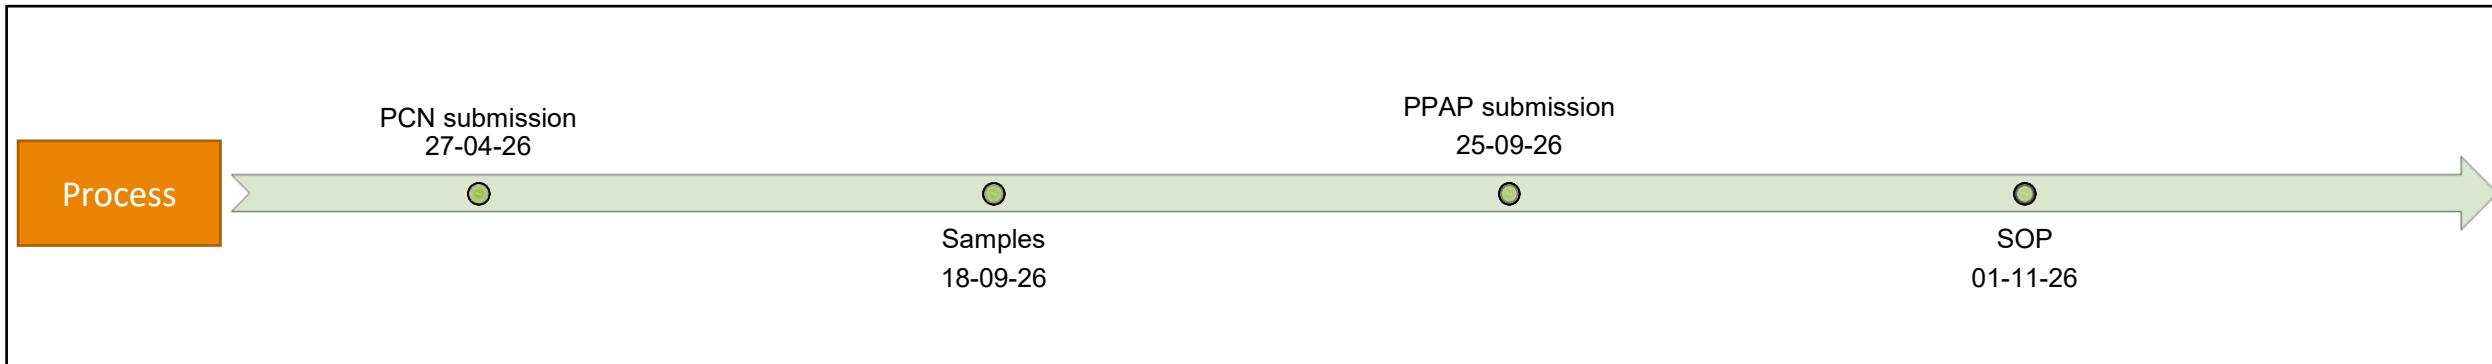 Process
PCN submission
27-04-26
Samples
18-09-26
PPAP submission
25-09-26
SOP
01-11-26